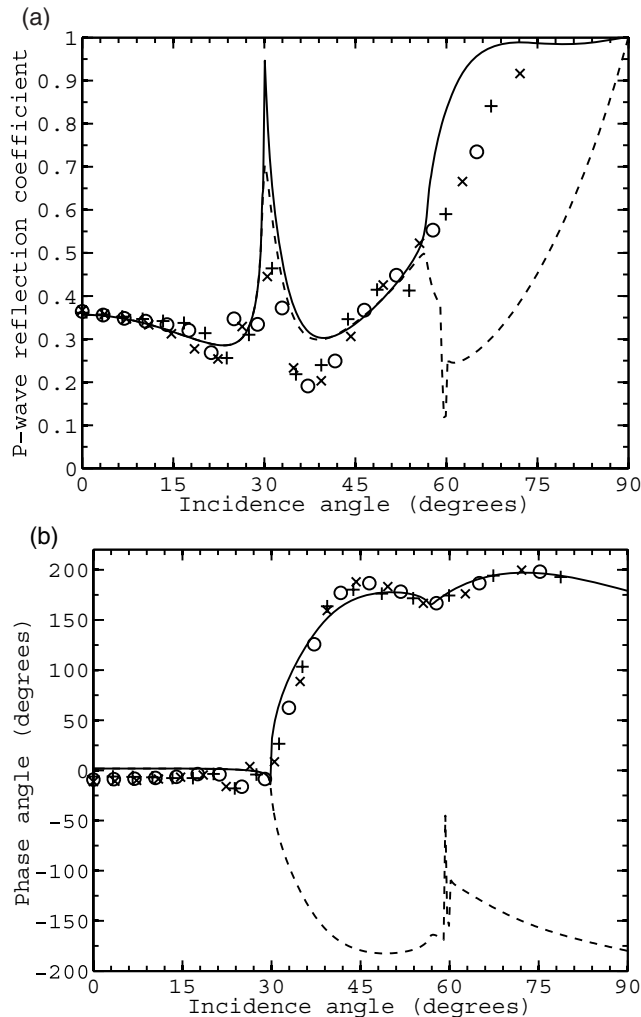 (a)
P-wave reflection coefficient
1
0.9
0.8
0.7
0.6
0.5
0.4
0.3
0.2
0.1
0
0 15 30 45 60 75 90
Incidence angle (degrees)
(b)
Phase angle (degrees)
200
150
100
50
0
-50
-100
-150
-200
0 15 30 45 60 75 90
Incidence angle (degrees)